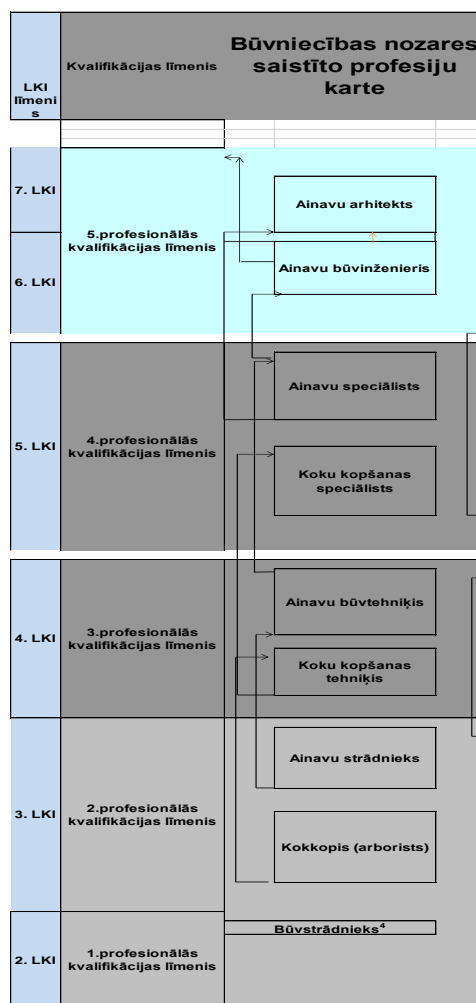 LKI
līmeni
s
Kvalifikācijas līmenis
Būvniecības nozares
saistīto profesiju
karte
7. LKI
5.profesionālās
kvalifikācijas līmenis
Ainavu arhitekts
6. LKI
Ainavu būvinženieris
5. LKI
4.profesionālās
kvalifikācijas līmenis
Ainavu speciālists
Koku kopšanas
speciālists
4. LKI
3.profesionālās
kvalifikācijas līmenis
Ainavu būvtehniķis
Koku kopšanas
tehniķis
3. LKI
2.profesionālās
kvalifikācijas līmenis
Ainavu strādnieks
Kokkopis (arborists)
2. LKI
1.profesionālās
kvalifikācijas līmenis
Būvstrādnieks⁴